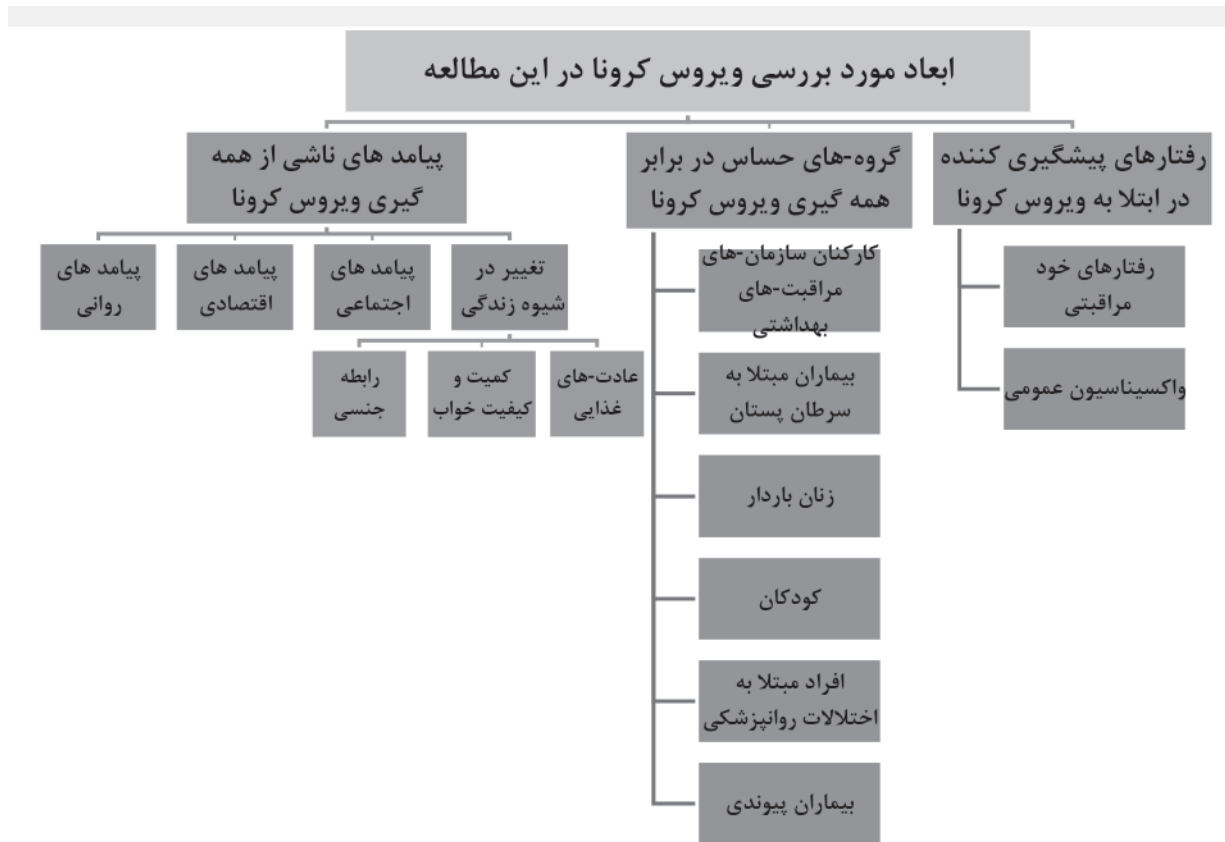 ابعاد مورد بررسی ویروس کرونا در این مطالعه
رفتارهای پیشگیری کننده
در ابتلا به ویروس کرونا
رفتارهای خود
مراقبتی
واکسیناسیون عمومی
گروه-های حساس در برابر
همه گیری ویروس کرونا
کارکنان سازمان-های
مراقبت-های
بهداشتی
بیماران مبتلا به
سرطان پستان
زنان باردار
کودکان
افراد مبتلا به
اختلالات روانپزشکی
بیماران پیوندی
پیامد های ناشی از همه
گیری ویروس کرونا
تغییر در
شیوه زندگی
عادت-های
غذایی
کمیت و
کیفیت خواب
رابطه
جنسی
پیامد های
اجتماعی
پیامد های
اقتصادی
پیامد های
روانی